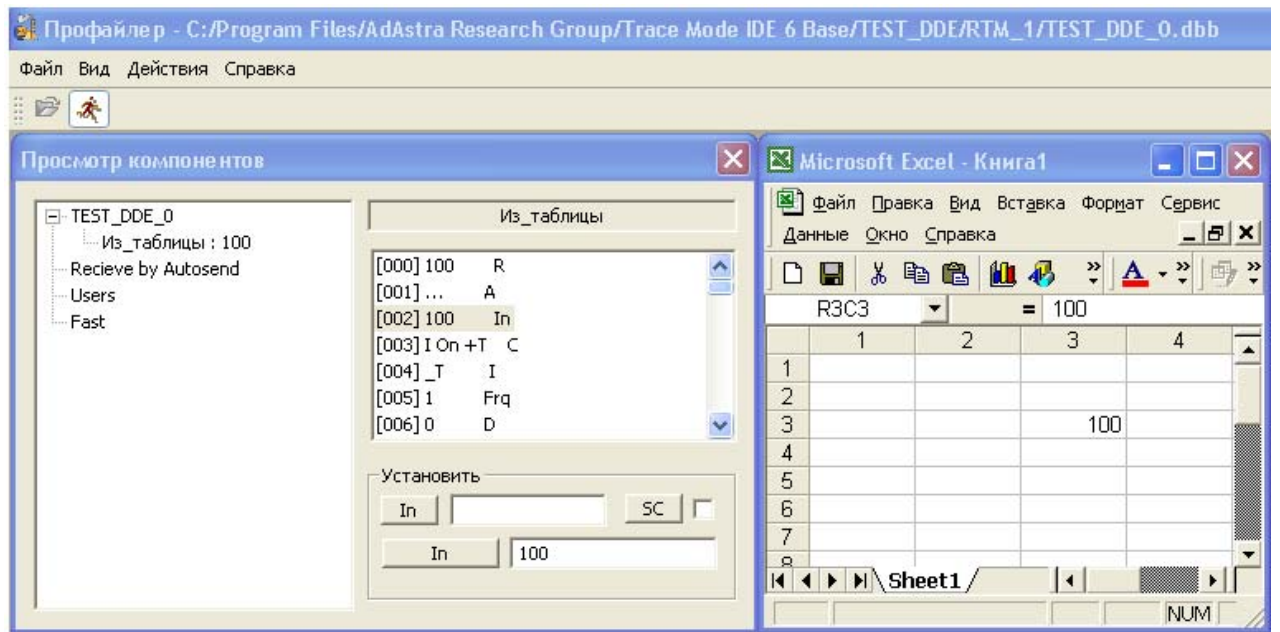 Профайлер - C:/Program Files/AdAstra Research Group/Trace Mode IDE 6 Base/TEST_DDE/RTM_1/TEST_DDE_0.dbb
Файл Вид Действия Справка
Просмотр компонентов
TEST_DDE_0
Из_таблицы : 100
Recieve by Autosend
Users
Fast
Из_таблицы
[000] 100 R
[001] ... A
[002] 100 In
[003] I On +T C
[004] _T I
[005] 1 Frq
[006] 0 D
Установить
In SC
In 100
Microsoft Excel - Книга1
Файл Правка Вид Вставка Формат Сервис
Данные Окно Справка
R3C3 = 100
1 2 3 4
1
2
3 100
4
5
6
7
8
Sheet1
NUM